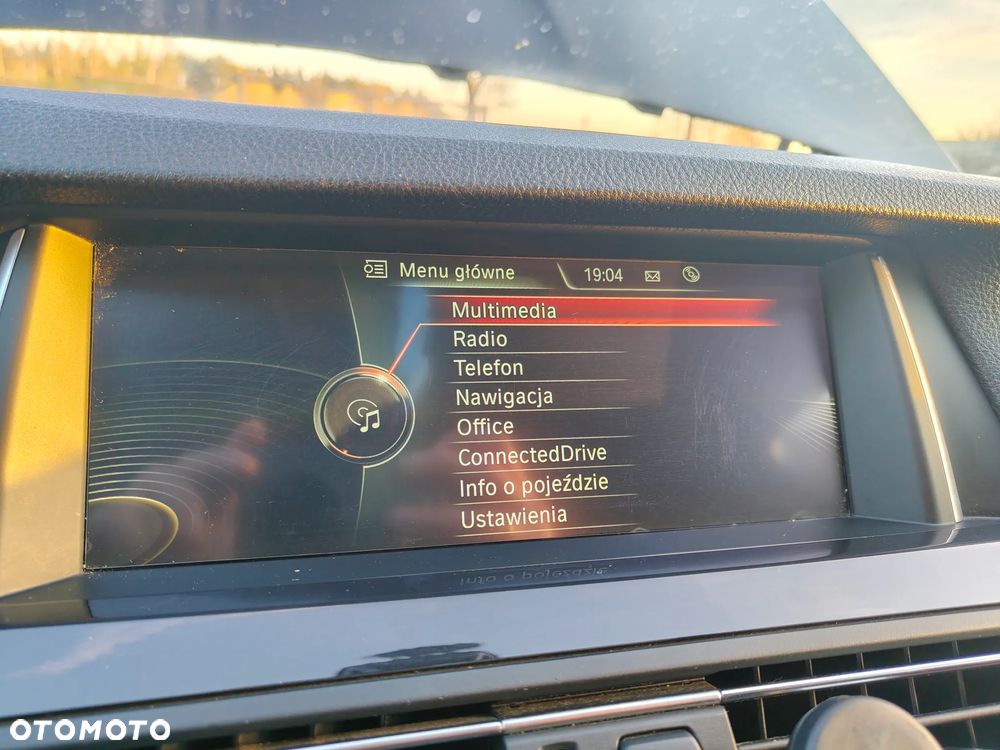 Menu główne 19:04
Multimedia
Radio
Telefon
Nawigacja
Office
ConnectedDrive
Info o pojeździe
Ustawienia
OTOMOTO